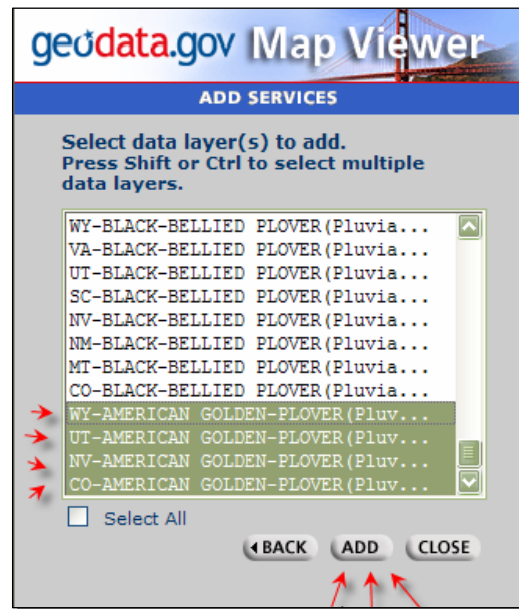 geodata.gov Map Viewer
ADD SERVICES
Select data layer(s) to add.
Press Shift or Ctrl to select multiple
data layers.
WY-BLACK-BELLIED PLOVER(Pluvia...
VA-BLACK-BELLIED PLOVER(Pluvia...
UT-BLACK-BELLIED PLOVER(Pluvia...
SC-BLACK-BELLIED PLOVER(Pluvia...
NV-BLACK-BELLIED PLOVER(Pluvia...
NM-BLACK-BELLIED PLOVER(Pluvia...
MT-BLACK-BELLIED PLOVER(Pluvia...
CO-BLACK-BELLIED PLOVER(Pluvia...
WY-AMERICAN GOLDEN-PLOVER(Pluv...
UT-AMERICAN GOLDEN-PLOVER(Pluv...
NV-AMERICAN GOLDEN-PLOVER(Pluv...
CO-AMERICAN GOLDEN-PLOVER(Pluv...
Select All
BACK ADD CLOSE